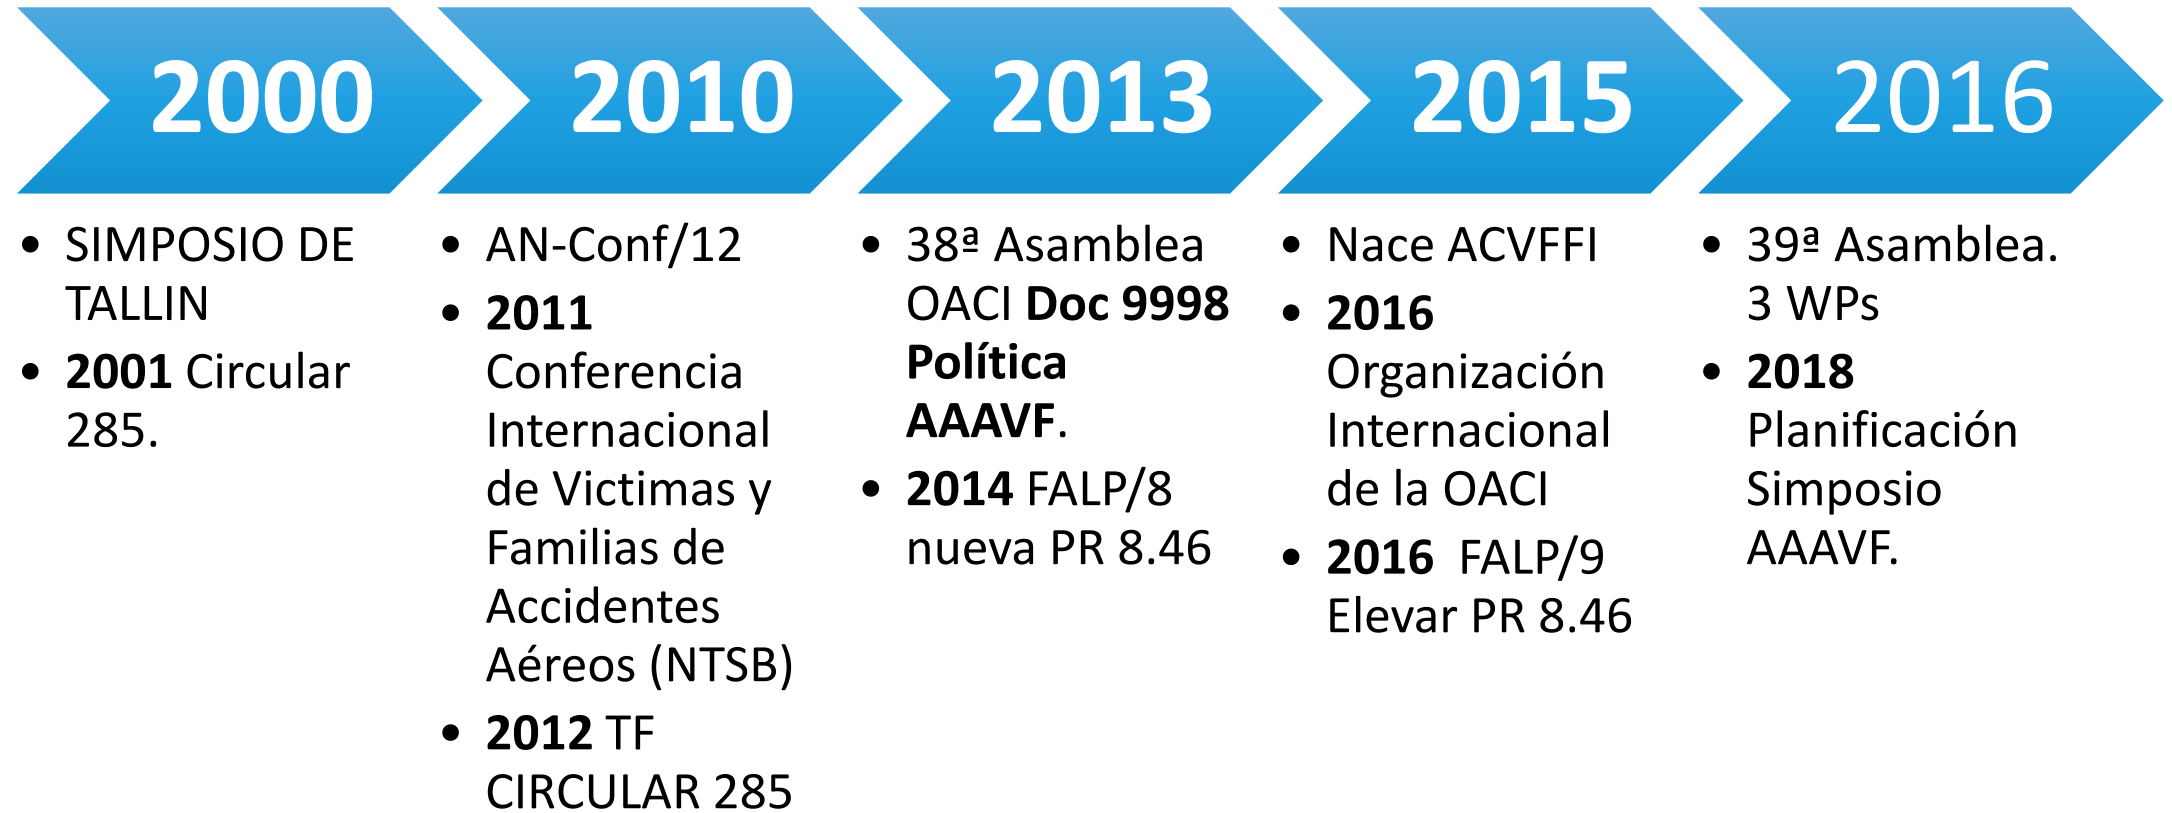 2000
• SIMPOSIO DE
TALLIN
• 2001 Circular
285.
2010
• AN-Conf/12
• 2011
Conferencia
Internacional
de Victimas y
Familias de
Accidentes
Aéreos (NTSB)
• 2012 TF
CIRCULAR 285
2013
• 38ª Asamblea
OACI Doc 9998
Política
AAAVF.
• 2014 FALP/8
nueva PR 8.46
2015
• Nace ACVFFI
• 2016
Organización
Internacional
de la OACI
• 2016 FALP/9
Elevar PR 8.46
2016
• 39ª Asamblea.
3 WPs
• 2018
Planificación
Simposio
AAAVF.